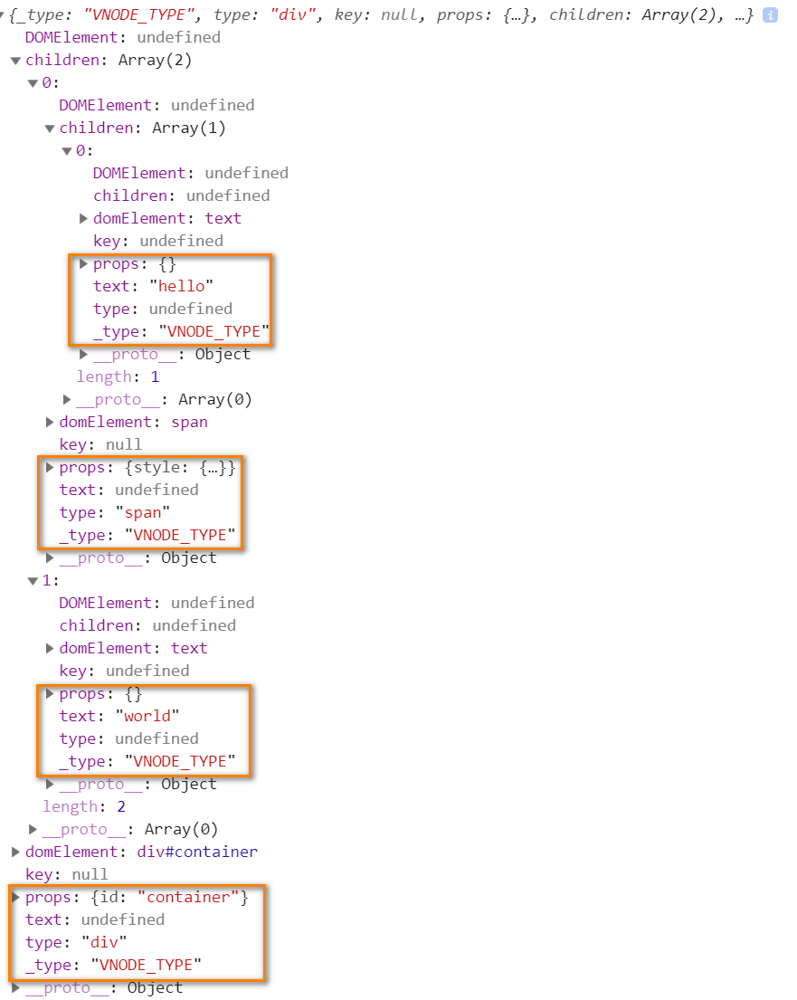 {_type: "VNODE_TYPE", type: "div", key: null, props: {…}, children: Array(2), …} i
DOMElement: undefined
children: Array(2)
0:
DOMElement: undefined
children: Array(1)
0:
DOMElement: undefined
children: undefined
domElement: text
key: undefined
props: {}
text: "hello"
type: undefined
_type: "VNODE_TYPE"
__proto__: Object
length: 1
__proto__: Array(0)
domElement: span
key: null
props: {style: {…}}
text: undefined
type: "span"
_type: "VNODE_TYPE"
__proto__: Object
1:
DOMElement: undefined
children: undefined
domElement: text
key: undefined
props: {}
text: "world"
type: undefined
_type: "VNODE_TYPE"
__proto__: Object
length: 2
__proto__: Array(0)
domElement: div#container
key: null
props: {id: "container"}
text: undefined
type: "div"
_type: "VNODE_TYPE"
__proto__: Object